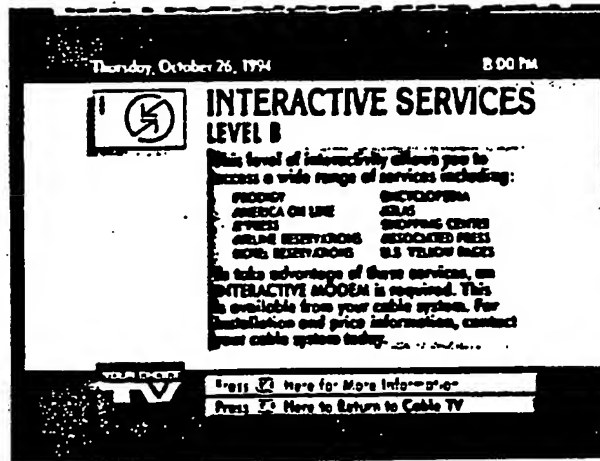 Thursday, October 26, 1994
8:00 PM
INTERACTIVE SERVICES
LEVEL B
This level of interactivity allows you to
access a wide range of services including:
PRODIGY
AMERICA ON LINE
AIRLINE RESERVATIONS
HOTEL RESERVATIONS
ENCYCLOPEDIA
ATLAS
SHOPPING CENTER
ASSOCIATED PRESS
U.S. YELLOW PAGES
To take advantage of these services, an
INTERACTIVE MODEM is required. This
is available from your cable system. For
installation and price information, contact
your cable system today.
YOUR CHOICE
TV
Press Here for More Information
Press Here to Return to Cable TV